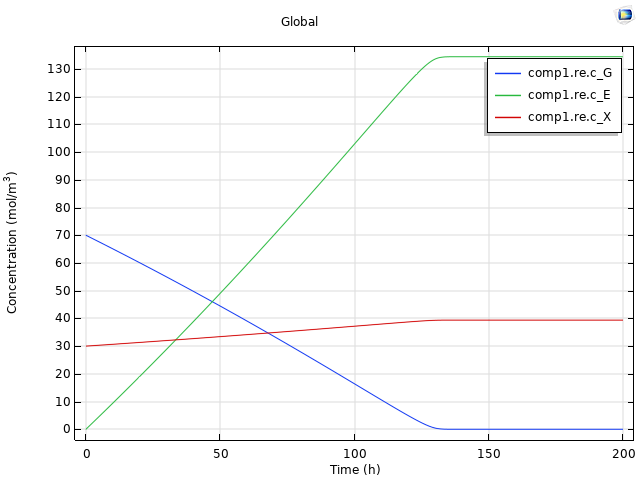 Global
Concentration (mol/m³)
130
120
110
100
90
80
70
60
50
40
30
20
10
0
comp1.re.c_G
comp1.re.c_E
comp1.re.c_X
0 50 100 150 200
Time (h)